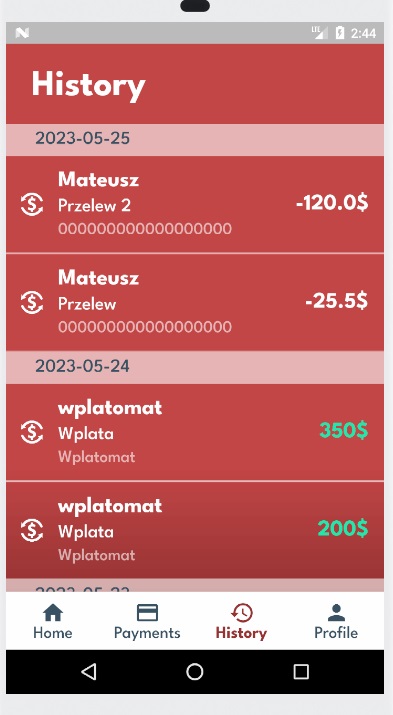 2:44
History
2023-05-25
Mateusz
Przelew 2
-120.0$
000000000000000000
Mateusz
Przelew
-25.5$
000000000000000000
2023-05-24
wplatomat
Wplata
350$
Wplatomat
wplatomat
Wplata
200$
Wplatomat
Home Payments History Profile